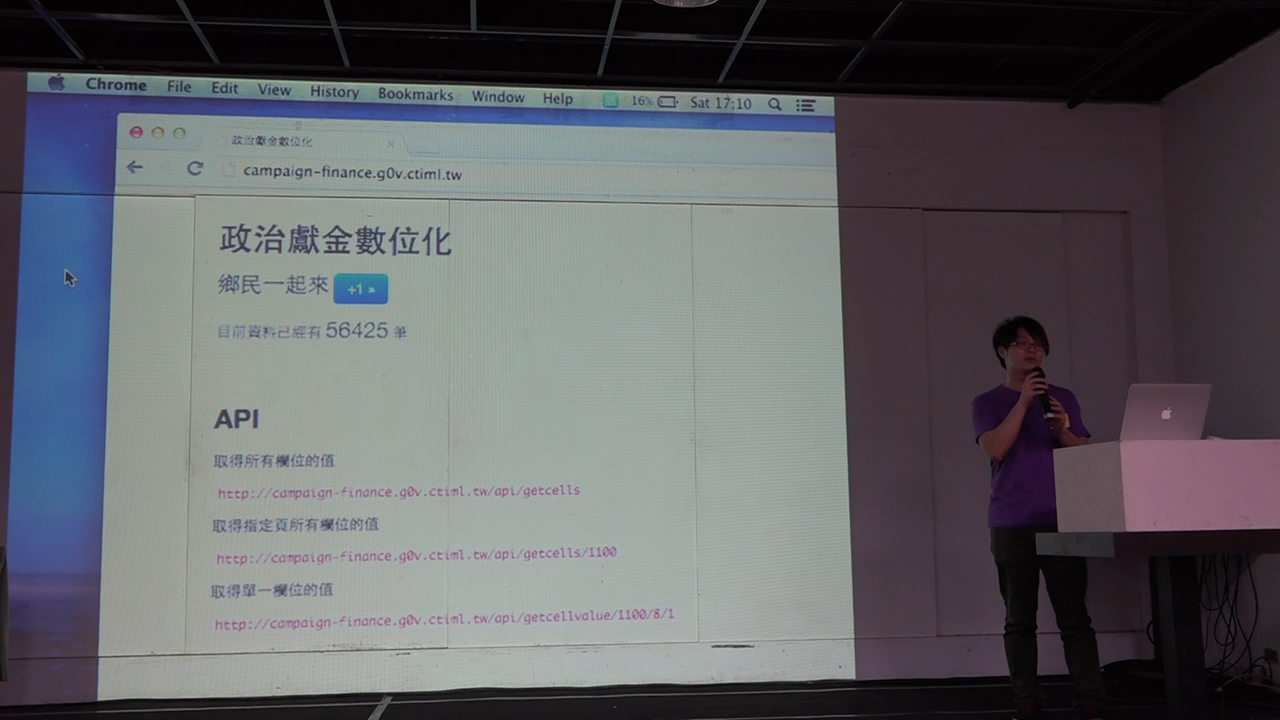 Chrome File Edit View History Bookmarks Window Help 16% Sat 17:10
政治獻金數位化
campaign-finance.g0v.ctiml.tw
政治獻金數位化
鄉民一起來 +1 »
目前資料已經有 56425 筆
API
取得所有欄位的值
http://campaign-finance.g0v.ctiml.tw/api/getcells
取得指定頁所有欄位的值
http://campaign-finance.g0v.ctiml.tw/api/getcells/1100
取得單一欄位的值
http://campaign-finance.g0v.ctiml.tw/api/getcellvalue/1100/8/1